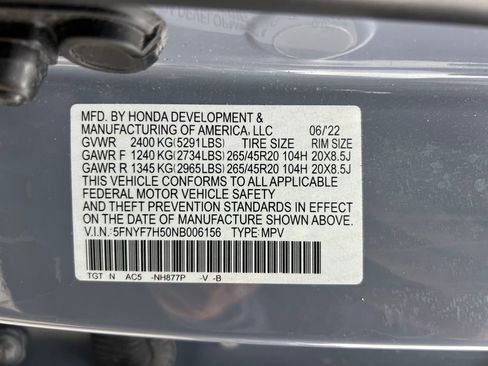 MFD. BY HONDA DEVELOPMENT &
MANUFACTURING OF AMERICA, LLC 06/'22
GVWR 2400 KG(5291LBS) TIRE SIZE RIM SIZE
GAWR F 1240 KG(2734LBS) 265/45R20 104H 20X8.5J
GAWR R 1345 KG(2965LBS) 265/45R20 104H 20X8.5J
THIS VEHICLE CONFORMS TO ALL APPLICABLE
FEDERAL MOTOR VEHICLE SAFETY
AND THEFT PREVENTION STANDARDS IN EFFECT
ON THE DATE OF MANUFACTURE SHOWN ABOVE.
V.I.N.: 5FNYF7H50NB006156 TYPE: MPV
TGT N AC5 -NH877P -V -B